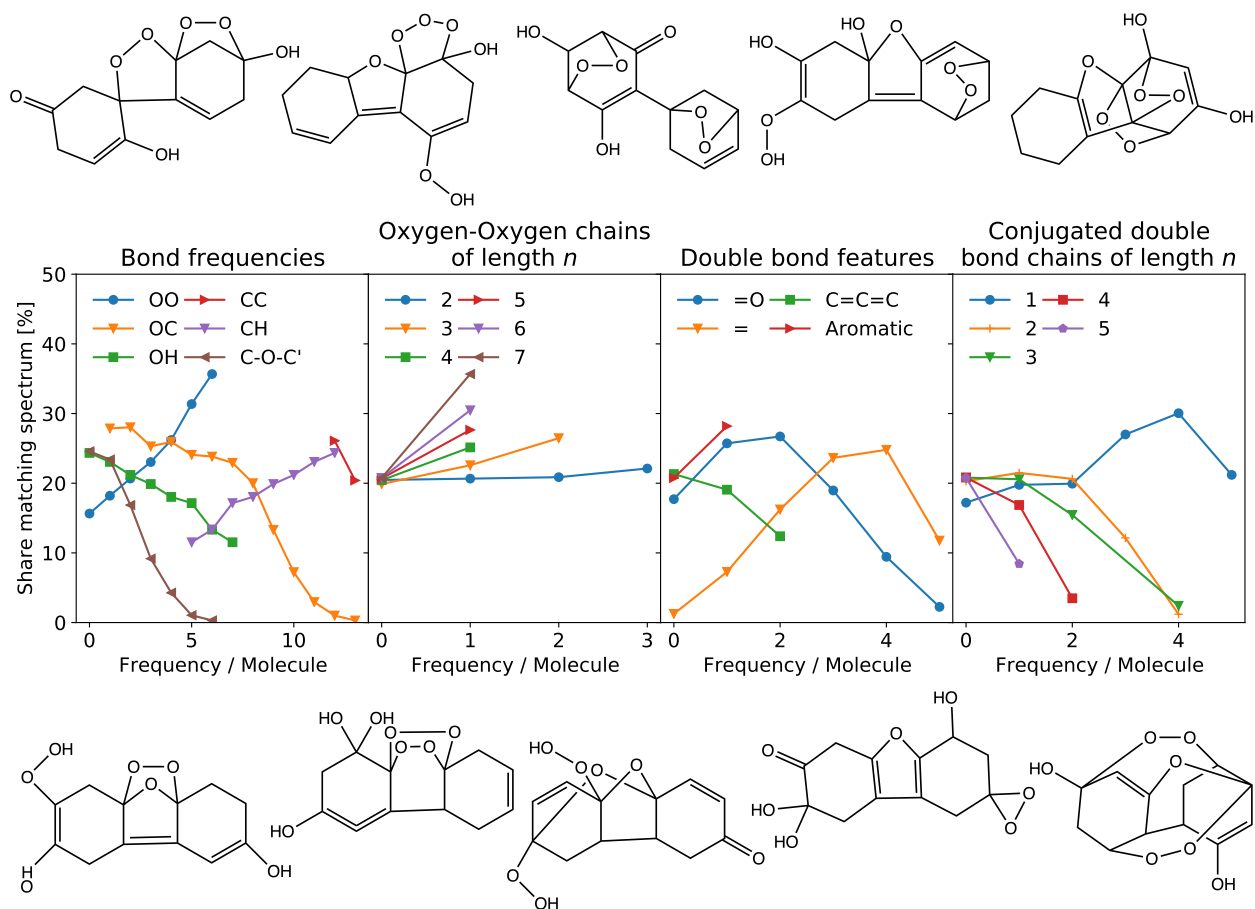 O O O O OH O O OH
O O O O OH O OH
HO O O O OH O O
HO HO O O O O OH
HO O O O O O OH
Oxygen-Oxygen chains
of length n
Conjugated double
bond chains of length n
Bond frequencies
Double bond features
Share matching spectrum [%]
50
40
30
20
10
0
OO CC
OC CH
OH C-O-C'
2 5
3 6
4 7
=O C=C=C
= Aromatic
1 4
2 5
3
0 5 10
0 1 2 3
0 2 4
0 2 4
Frequency / Molecule
Frequency / Molecule
Frequency / Molecule
Frequency / Molecule
OH O O O O H O OH
HO OH O O O O HO
HO O O O O O OH O
HO O O O O HO HO
O O O HO O O OH